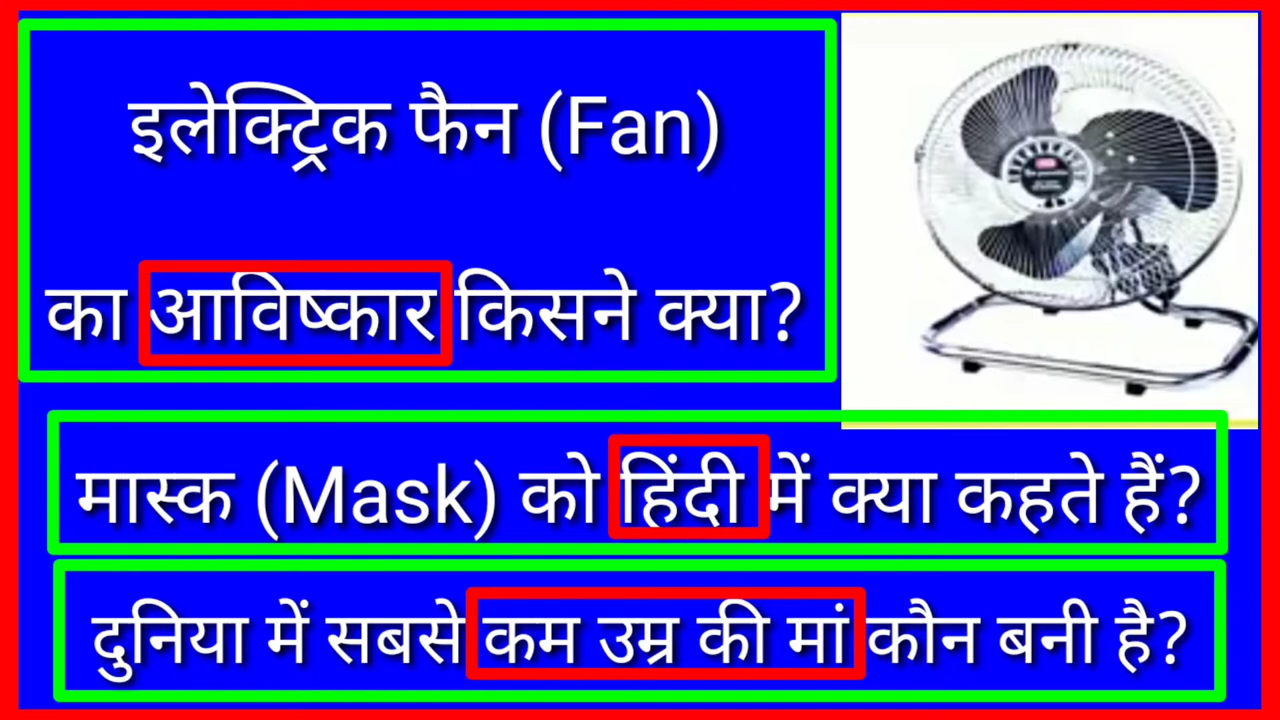 इलेक्ट्रिक फैन (Fan)
का आविष्कार किसने क्या?
मास्क (Mask) को हिंदी में क्या कहते हैं?
दुनिया में सबसे कम उम्र की मां कौन बनी है?